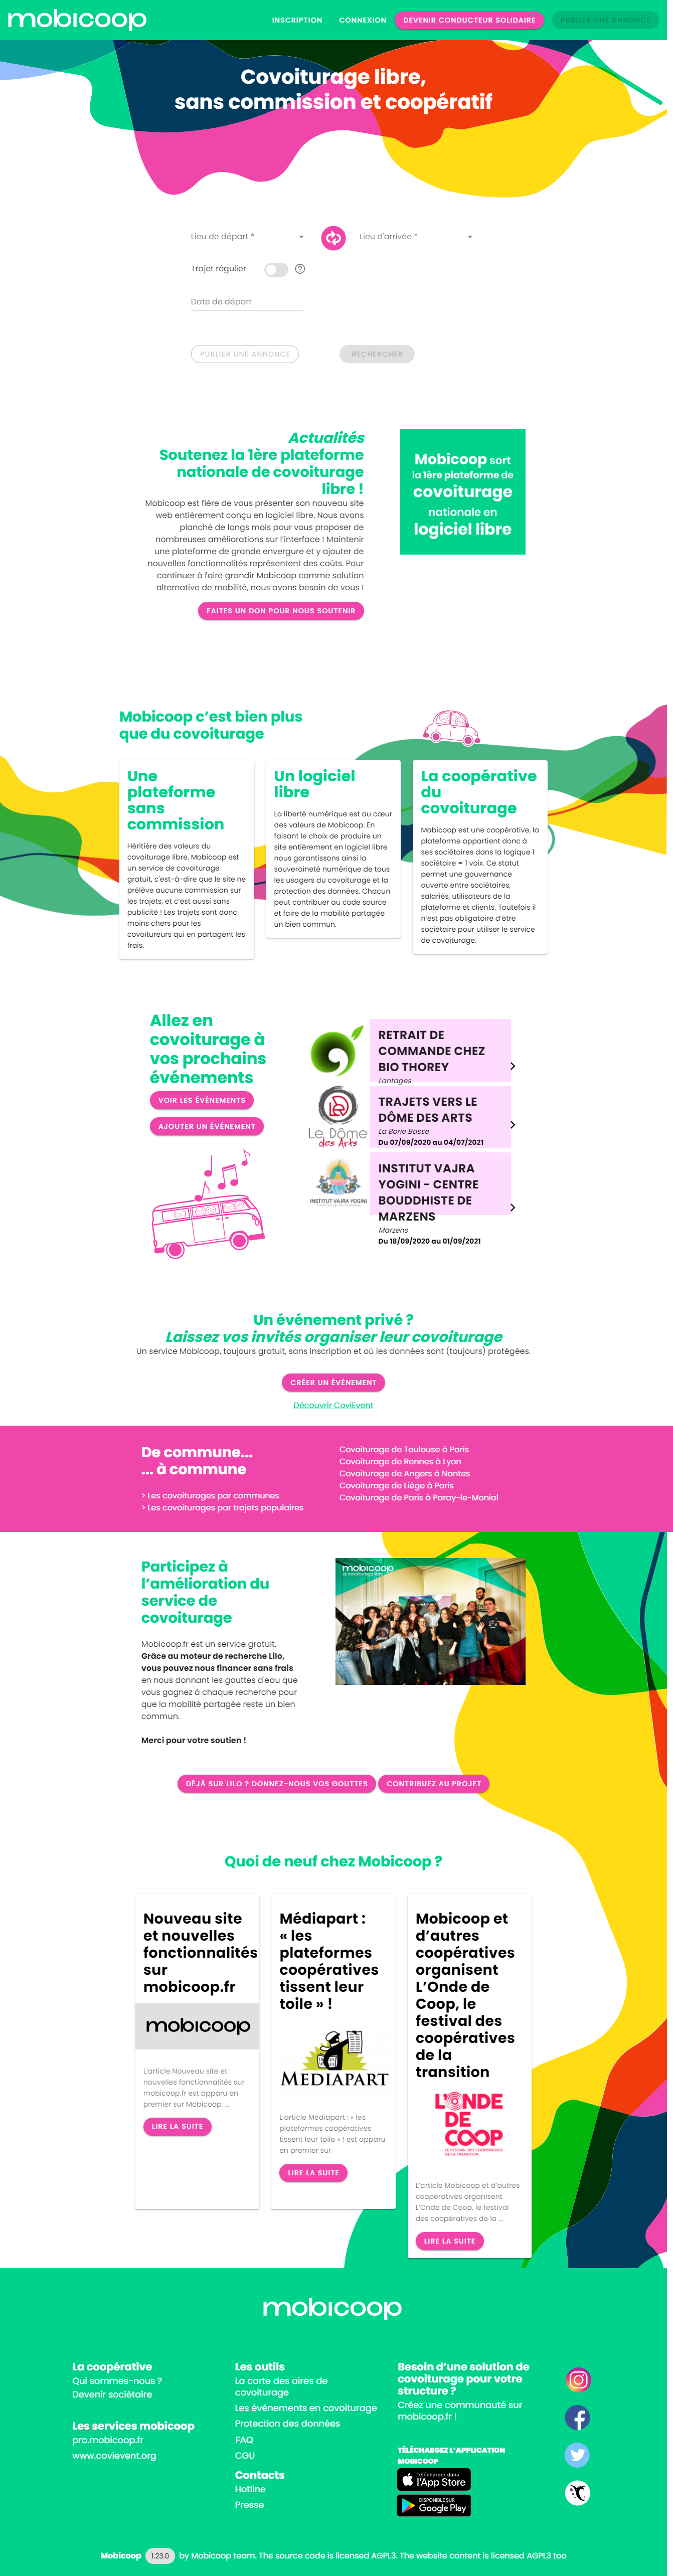 mobicoop
INSCRIPTION
CONNEXION
DEVENIR CONDUCTEUR SOLIDAIRE
PUBLIER UNE ANNONCE
Covoiturage libre,
sans commission et coopératif
Lieu de départ *
Lieu d'arrivée *
Trajet régulier
Date de départ
PUBLIER UNE ANNONCE
RECHERCHER
Actualités
Soutenez la 1ère plateforme
nationale de covoiturage
libre !
Mobicoop est fière de vous présenter son nouveau site
web entièrement conçu en logiciel libre. Nous avons
planché de longs mois pour vous proposer de
nombreuses améliorations sur l'interface ! Maintenir
une plateforme de grande envergure et y ajouter de
nouvelles fonctionnalités représentent des coûts. Pour
continuer à faire grandir Mobicoop comme solution
alternative de mobilité, nous avons besoin de vous !
FAITES UN DON POUR NOUS SOUTENIR
Mobicoop sort
la 1ère plateforme de
covoiturage
nationale en
logiciel libre
Mobicoop c'est bien plus
que du covoiturage
Une
plateforme
sans
commission
Héritière des valeurs du
covoiturage libre, Mobicoop est
un service de covoiturage
gratuit, c'est-à-dire que le site ne
prélève aucune commission sur
les trajets, et c'est aussi sans
publicité ! Les trajets sont donc
moins chers pour les
covoitureurs qui en partagent les
frais.
Un logiciel
libre
La liberté numérique est au cœur
des valeurs de Mobicoop. En
faisant le choix de produire un
site entièrement en logiciel libre
nous garantissons ainsi la
souveraineté numérique de tous
les usages du covoiturage et la
protection des données. Chacun
peut contribuer au code source
et faire de la mobilité partagée
un bien commun.
La coopérative
du
covoiturage
Mobicoop est une coopérative, la
plateforme appartient donc à
ses sociétaires dans la logique 1
sociétaire = 1 voix. Ce statut
permet une gouvernance
ouverte entre sociétaires,
salariés, utilisateurs de la
plateforme et clients. Toutefois il
n'est pas obligatoire d'être
sociétaire pour utiliser le service
de covoiturage.
Allez en
covoiturage à
vos prochains
événements
VOIR LES ÉVÉNEMENTS
AJOUTER UN ÉVÉNEMENT
RETRAIT DE
COMMANDE CHEZ
BIO THOREY
Lantages
Le Dôme
des Arts
TRAJETS VERS LE
DÔME DES ARTS
La Borie Basse
Du 07/09/2020 au 04/07/2021
INSTITUT VAJRA YOGINI
INSTITUT VAJRA
YOGINI - CENTRE
BOUDDHISTE DE
MARZENS
Marzens
Du 18/09/2020 au 01/09/2021
Un événement privé ?
Laissez vos invités organiser leur covoiturage
Un service Mobicoop, toujours gratuit, sans inscription et où les données sont (toujours) protégées.
CRÉER UN ÉVÉNEMENT
Découvrir CoviEvent
De commune...
... à commune
> Les covoiturages par communes
> Les covoiturages par trajets populaires
Covoiturage de Toulouse à Paris
Covoiturage de Rennes à Lyon
Covoiturage de Angers à Nantes
Covoiturage de Liège à Paris
Covoiturage de Paris à Paray-le-Monial
Participez à
l'amélioration du
service de
covoiturage
Mobicoop.fr est un service gratuit.
Grâce au moteur de recherche Lilo,
vous pouvez nous financer sans frais
en nous donnant les gouttes d'eau que
vous gagnez à chaque recherche pour
que la mobilité partagée reste un bien
commun.
Merci pour votre soutien !
mobicoop
DÉJÀ SUR LILO ? DONNEZ-NOUS VOS GOUTTES
CONTRIBUEZ AU PROJET
Quoi de neuf chez Mobicoop ?
Nouveau site
et nouvelles
fonctionnalités
sur
mobicoop.fr
mobicoop
L'article Nouveau site et
nouvelles fonctionnalités sur
mobicoop.fr est apparu en
premier sur Mobicoop. ...
LIRE LA SUITE
Médiapart :
« les
plateformes
coopératives
tissent leur
toile » !
MEDIAPART
L'article Médiapart : « les
plateformes coopératives
tissent leur toile » ! est apparu
en premier sur
LIRE LA SUITE
Mobicoop et
d'autres
coopératives
organisent
L'Onde de
Coop, le
festival des
coopératives
de la
transition
L'ONDE
DE
COOP
LE FESTIVAL DES COOPÉRATIVES
DE LA TRANSITION
L'article Mobicoop et d'autres
coopératives organisent
L'Onde de Coop, le festival
des coopératives de la ...
LIRE LA SUITE
mobicoop
La coopérative
Qui sommes-nous ?
Devenir sociétaire
Les services mobicoop
pro.mobicoop.fr
www.covievent.org
Les outils
La carte des aires de
covoiturage
Les événements en covoiturage
Protection des données
FAQ
CGU
Contacts
Hotline
Presse
Besoin d'une solution de
covoiturage pour votre
structure ?
Créez une communauté sur
mobicoop.fr !
TÉLÉCHARGEZ L'APPLICATION
MOBICOOP
Télécharger dans
l'App Store
DISPONIBLE SUR
Google Play
Mobicoop 1.23.0 by Mobicoop team. The source code is licensed AGPL3. The website content is licensed AGPL3 too